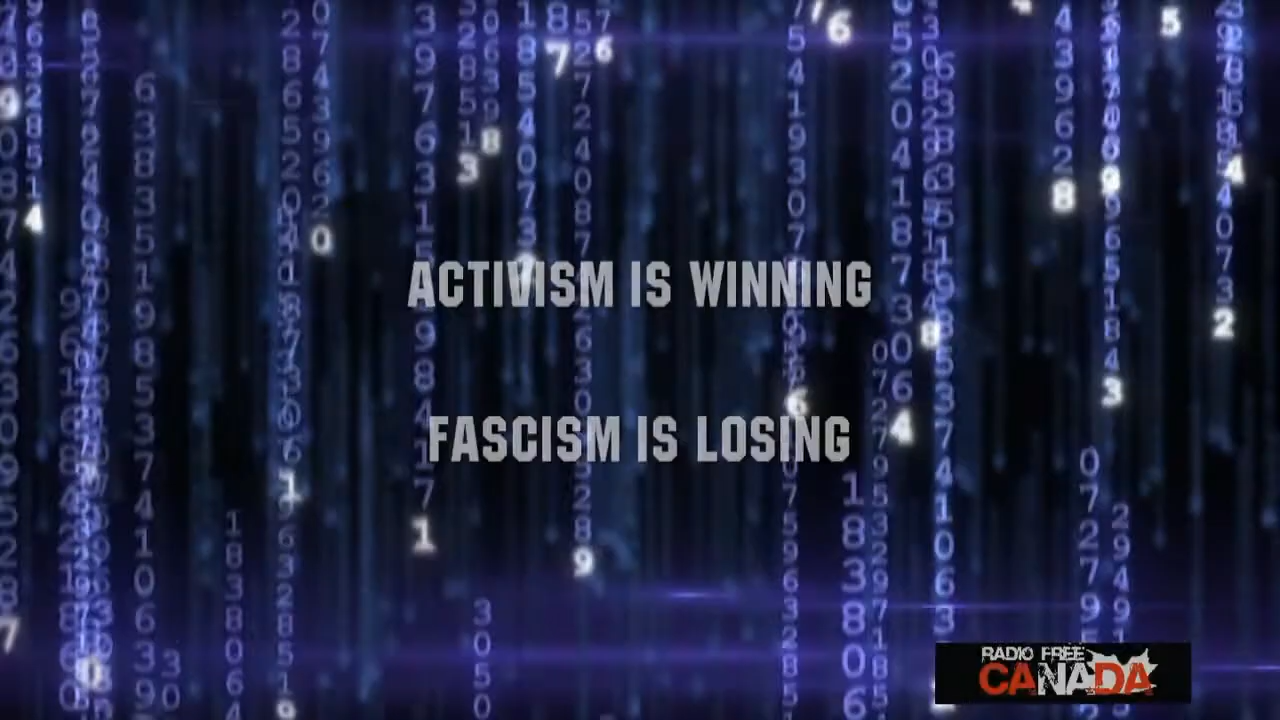 ACTIVISM IS WINNING
FASCISM IS LOSING
RADIO FREE
CANADA